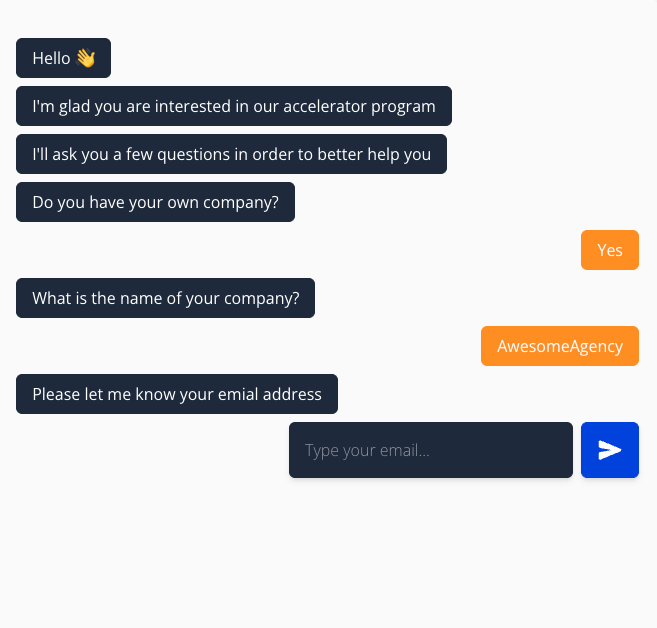 Hello 👋
I'm glad you are interested in our accelerator program
I'll ask you a few questions in order to better help you
Do you have your own company?
Yes
What is the name of your company?
AwesomeAgency
Please let me know your emial address
Type your email...